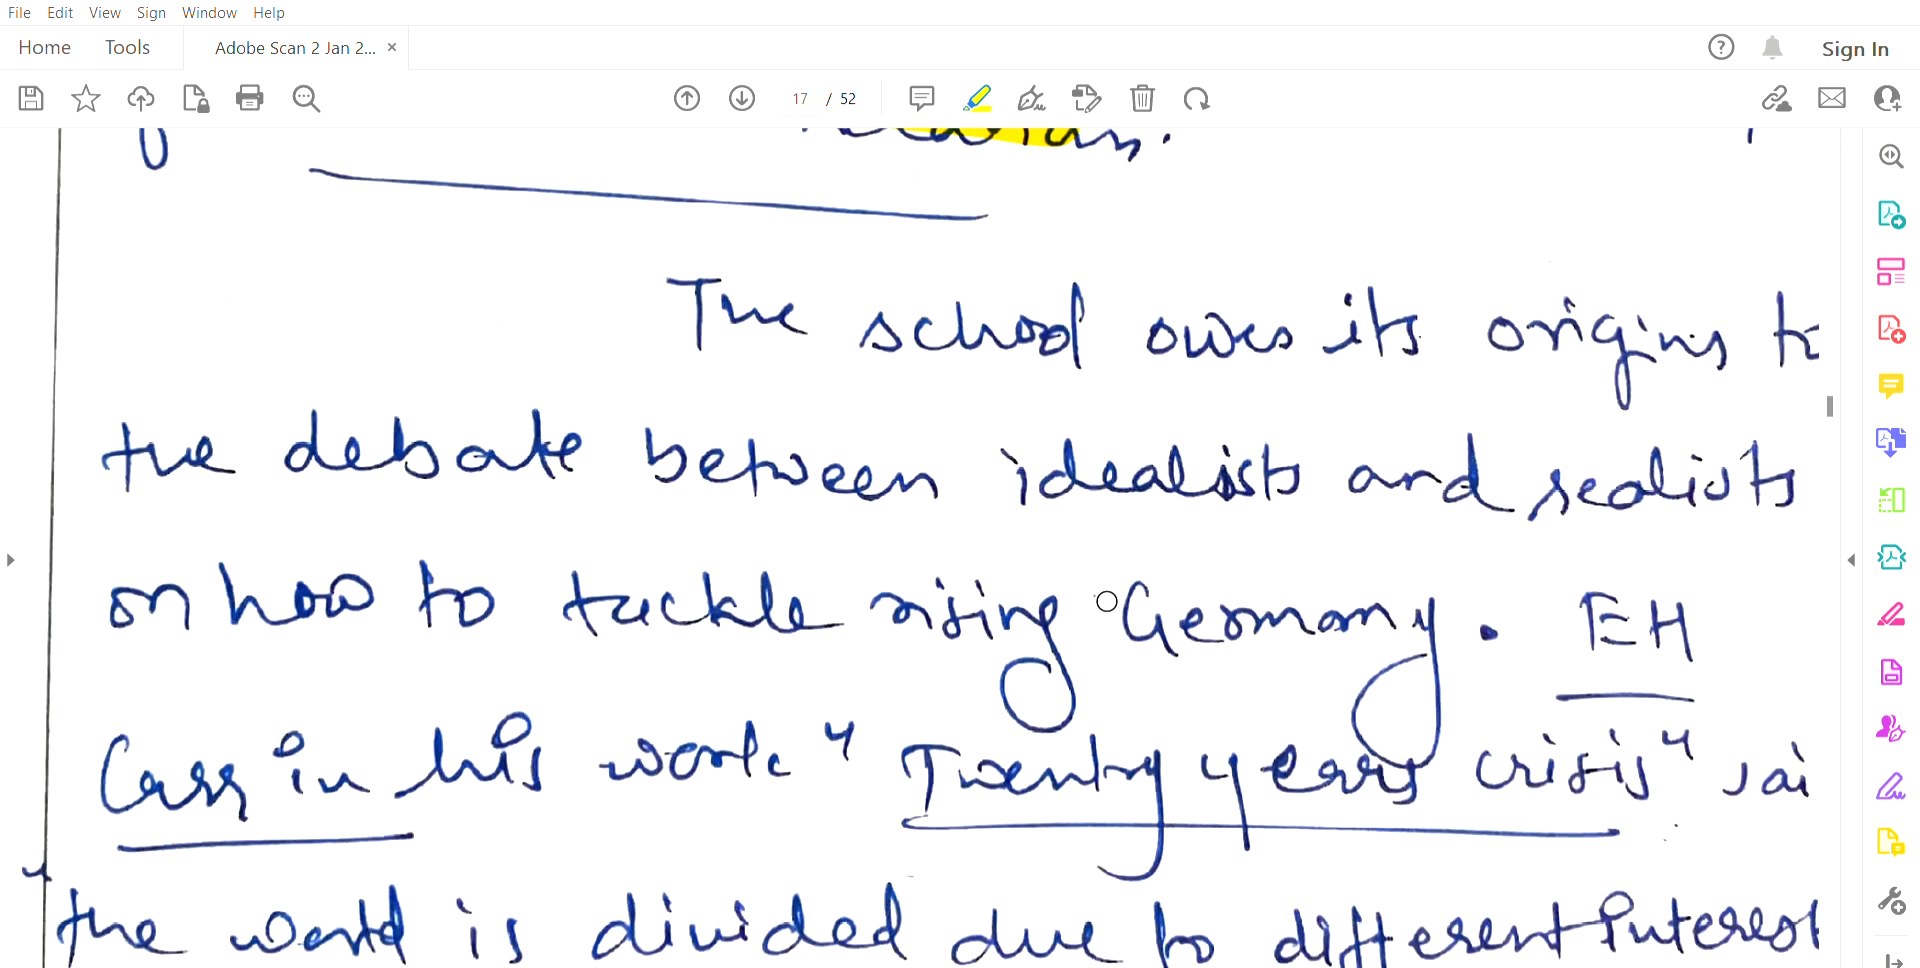 File Edit View Sign Window Help
Home Tools Adobe Scan 2 Jan 2... × Sign In
17 / 52
The school owes its origins to
the debate between idealists and realists
on how to tackle rising Germany. EH
Carr in his work "Twenty years crisis" sai
the world is divided due to different interest